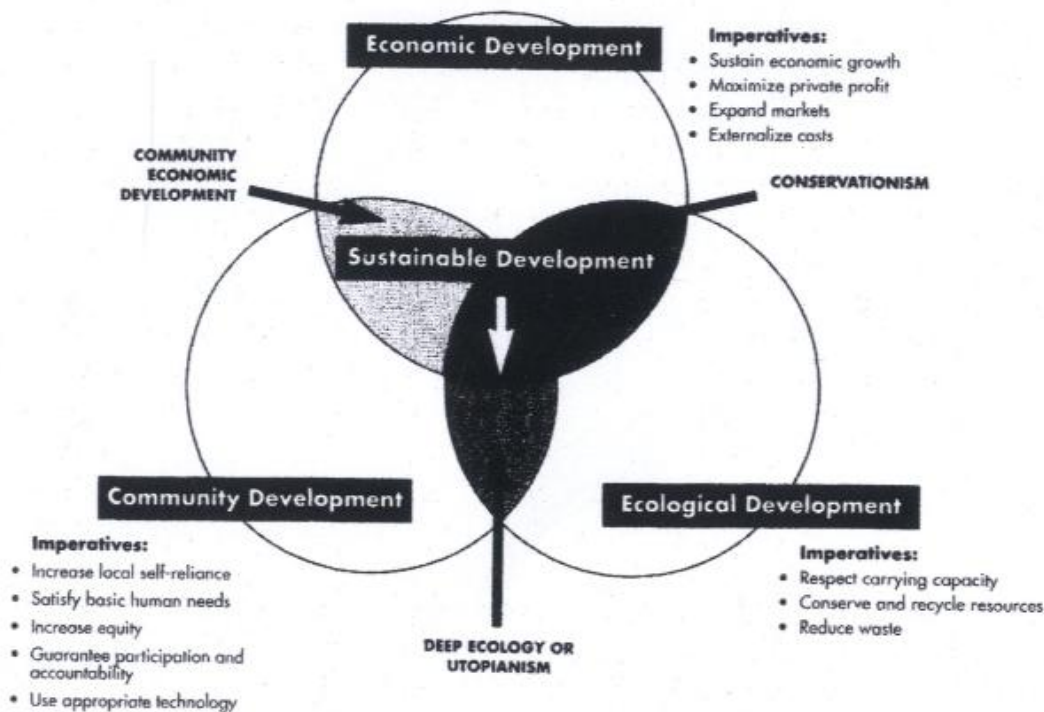 Economic Development
Imperatives:
• Sustain economic growth
• Maximize private profit
• Expand markets
• Externalize costs
COMMUNITY
ECONOMIC
DEVELOPMENT
CONSERVATIONISM
Sustainable Development
Community Development
Ecological Development
Imperatives:
• Increase local self-reliance
• Satisfy basic human needs
• Increase equity
• Guarantee participation and
accountability
• Use appropriate technology
Imperatives:
• Respect carrying capacity
• Conserve and recycle resources
• Reduce waste
DEEP ECOLOGY OR
UTOPIANISM